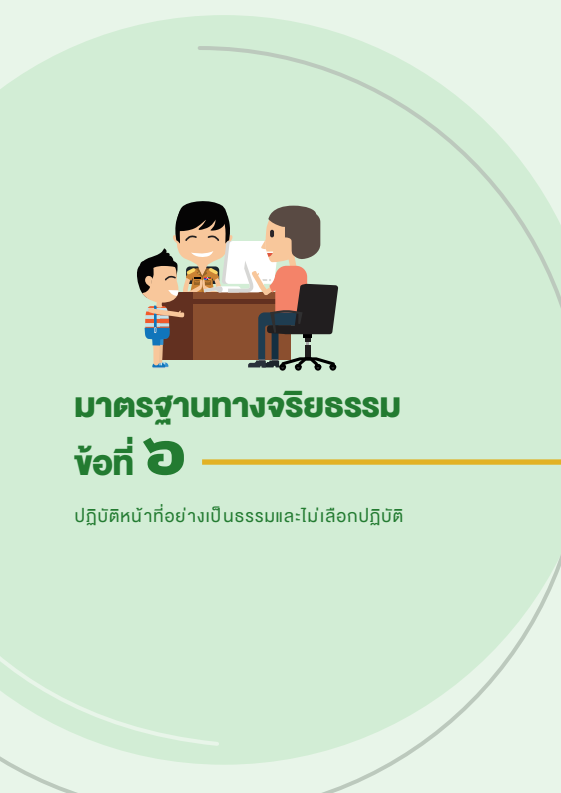 มาตรฐานทางจริยธรรม
ข้อที่ ๖
ปฏิบัติหน้าที่อย่างเป็นธรรมและไม่เลือกปฏิบัติ